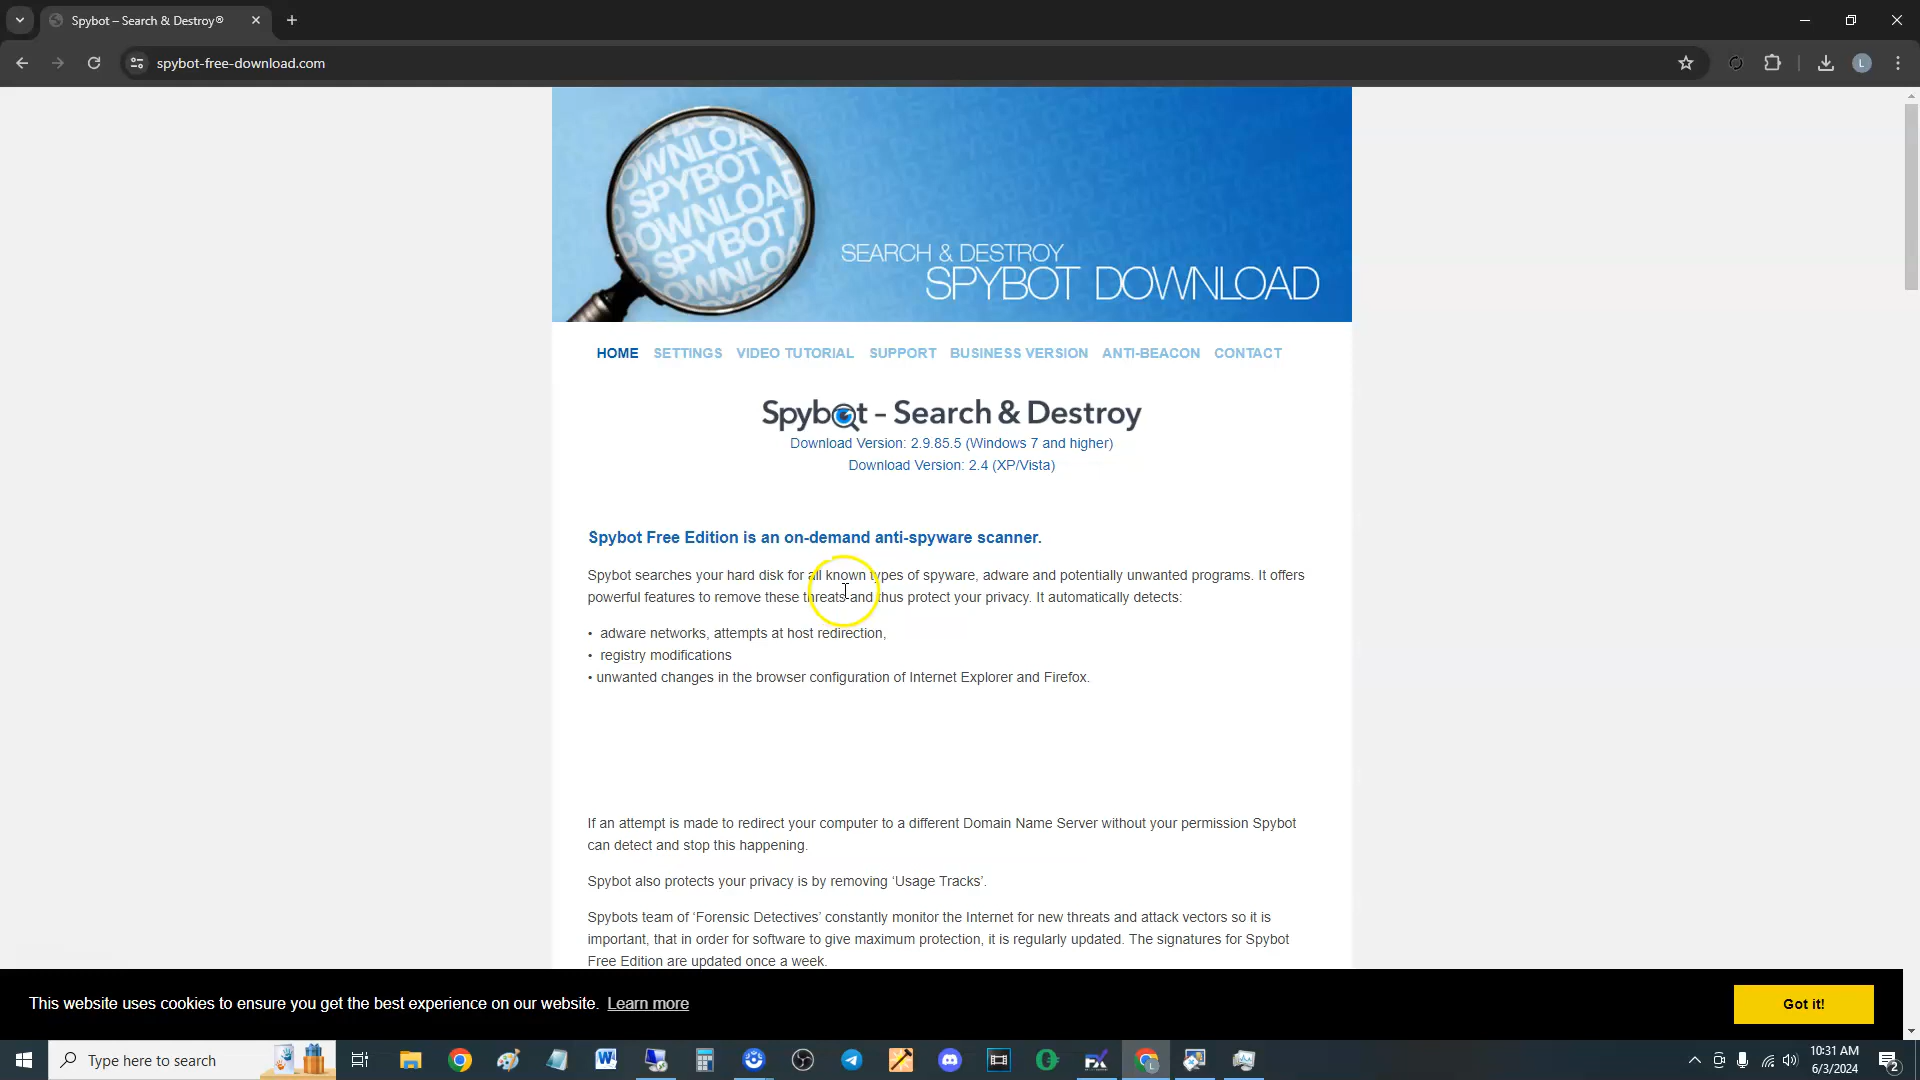 Spybot – Search & Destroy®
spybot-free-download.com
L
OWNLOAD
SPYBOT
DOWNLOAD
SPYBOT
SEARCH & DESTROY
SPYBOT DOWNLOAD
HOME SETTINGS VIDEO TUTORIAL SUPPORT BUSINESS VERSION ANTI-BEACON CONTACT
Spybot – Search & Destroy
Download Version: 2.9.85.5 (Windows 7 and higher)
Download Version: 2.4 (XP/Vista)
Spybot Free Edition is an on-demand anti-spyware scanner.
Spybot searches your hard disk for all known types of spyware, adware and potentially unwanted programs. It offers
powerful features to remove these threats and thus protect your privacy. It automatically detects:
• adware networks, attempts at host redirection,
• registry modifications
• unwanted changes in the browser configuration of Internet Explorer and Firefox.
If an attempt is made to redirect your computer to a different Domain Name Server without your permission Spybot
can detect and stop this happening.
Spybot also protects your privacy is by removing ‘Usage Tracks’.
Spybots team of ‘Forensic Detectives’ constantly monitor the Internet for new threats and attack vectors so it is
important, that in order for software to give maximum protection, it is regularly updated. The signatures for Spybot
Free Edition are updated once a week.
This website uses cookies to ensure you get the best experience on our website. Learn more
Got it!
Type here to search
10:31 AM
6/3/2024
2